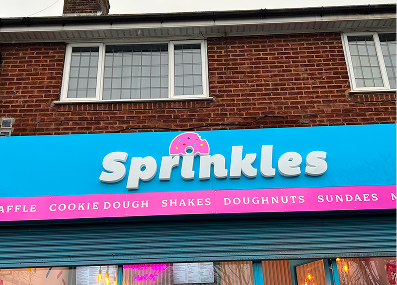 Sprinkles
AFFLE COOKIE DOUGH SHAKES DOUGHNUTS SUNDAES